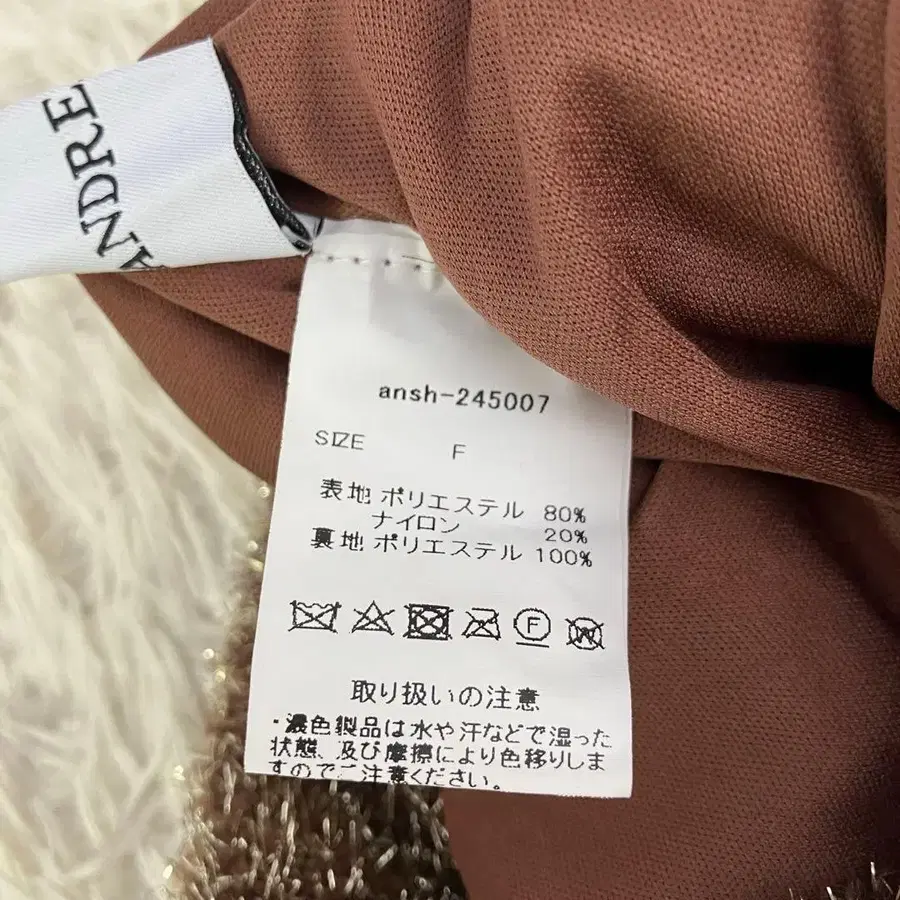 ANDRE
ansh-245007
SIZE F
表地 ポリエステル 80%
ナイロン 20%
裏地 ポリエステル 100%
F
W
取り扱いの注意
・濃色製品は水や汗などで湿った
状態、及び摩擦により色移りしま
すのでご注意ください。